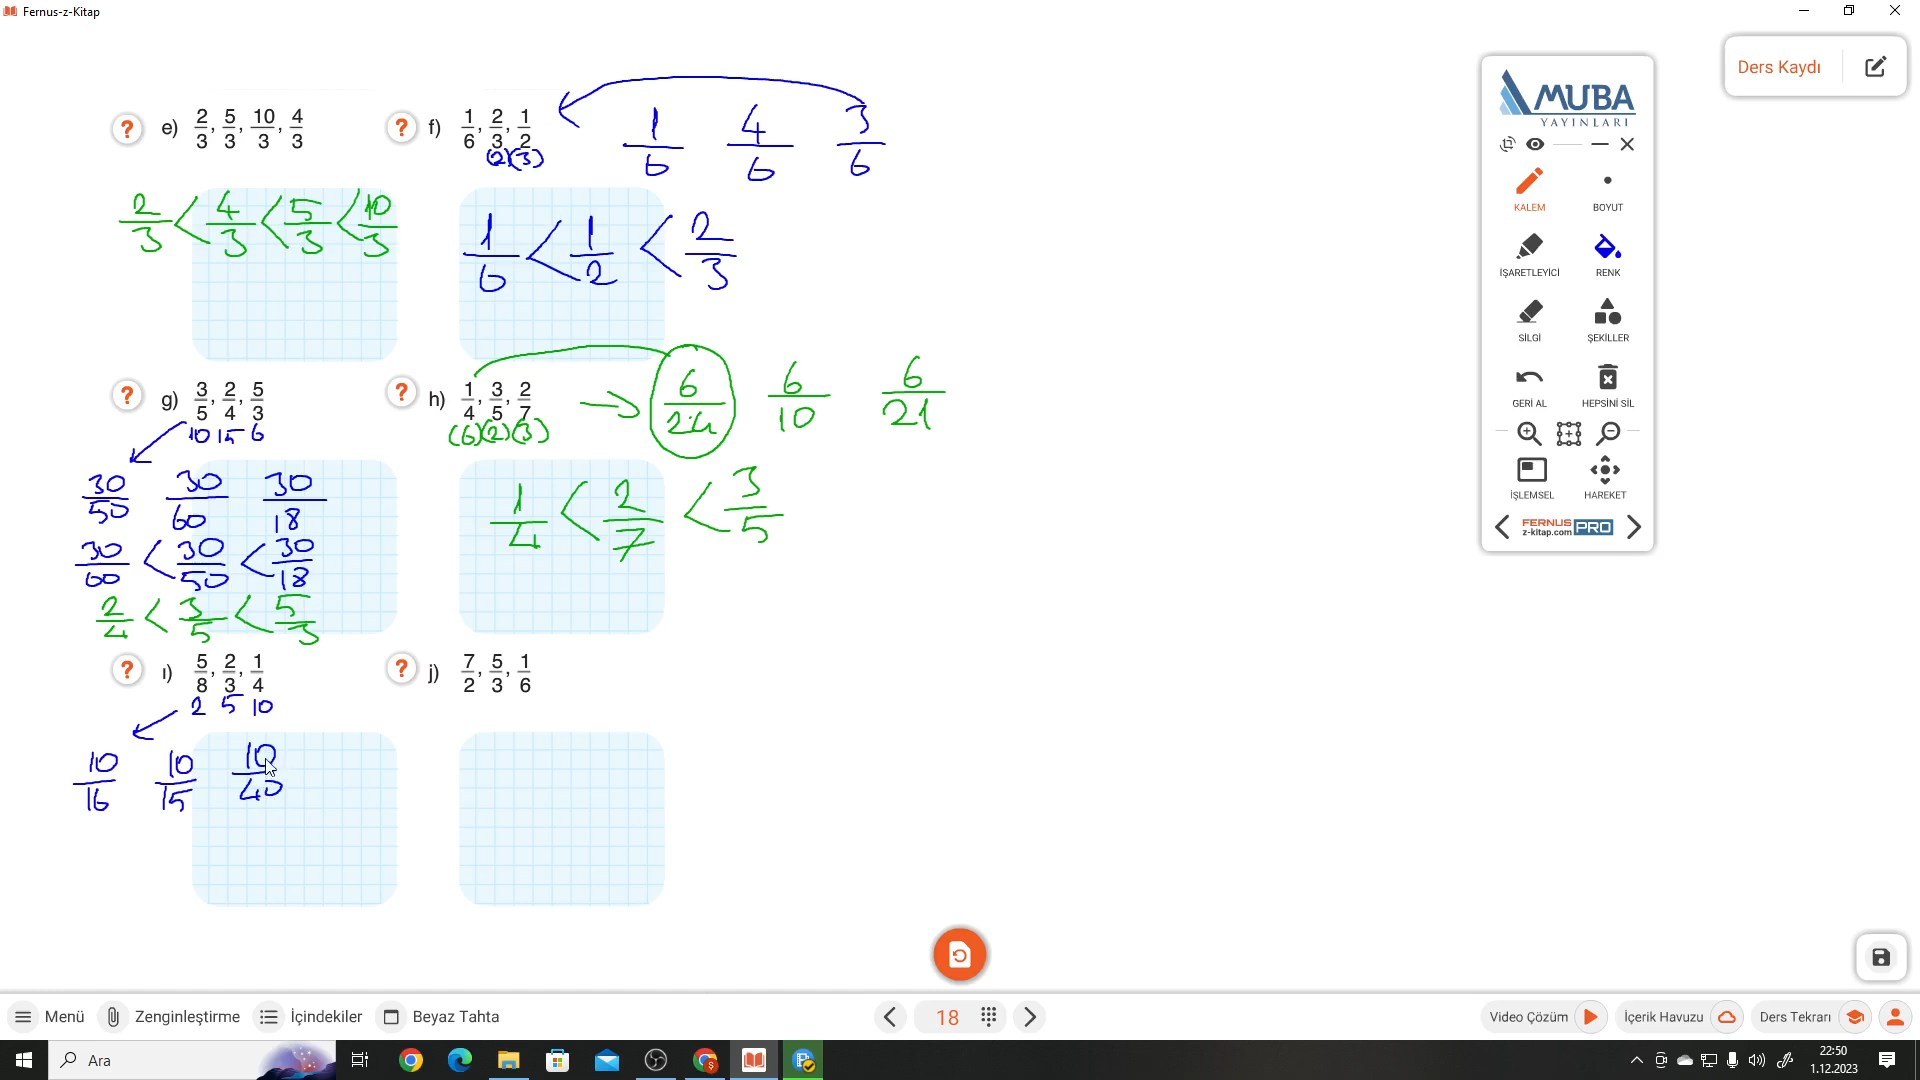 Fernus-z-Kitap
Ders Kaydı
MUBA
YAYINLARI
KALEM BOYUT
İŞARETLEYİCİ RENK
SİLGİ ŞEKİLLER
GERİ AL HEPSİNİ SİL
İŞLEMSEL HAREKET
FERNUS PRO
z-kitap.com
? e) 2/3, 5/3, 10/3, 4/3
2/3 < 4/3 < 5/3 < 10/3
? f) 1/6, 2/3, 1/2
(2)(3)
1/6 4/6 3/6
1/6 < 1/2 < 2/3
? g) 3/5, 2/4, 5/3
10 15 6
30/50 30/60 30/18
30/60 < 30/50 < 30/18
2/4 < 3/5 < 5/3
? h) 1/4, 3/5, 2/7
(6)(2)(3)
6/24 6/10 6/21
1/4 < 2/7 < 3/5
? ı) 5/8, 2/3, 1/4
2 5 10
10/16 10/15 10/40
? j) 7/2, 5/3, 1/6
Menü Zenginleştirme İçindekiler Beyaz Tahta 18 Video Çözüm İçerik Havuzu Ders Tekrarı
Ara
22:50
1.12.2023